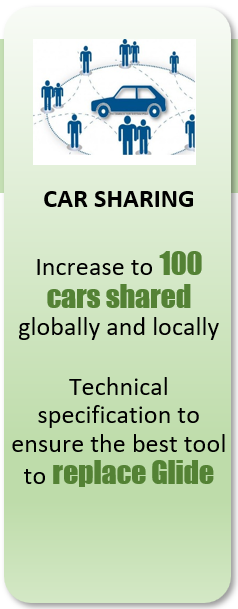 CAR SHARING
Increase to 100
cars shared
globally and locally
Technical
specification to
ensure the best tool
to replace Glide